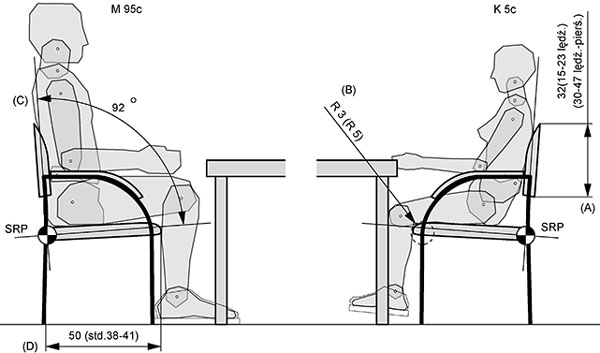 M 95c
K 5c
(C)
92 °
(B)
R 3 (R 5)
32(15-23 lędź.)
(30-47 lędź.-pierś.)
(A)
SRP
SRP
50 (std.38-41)
(D)